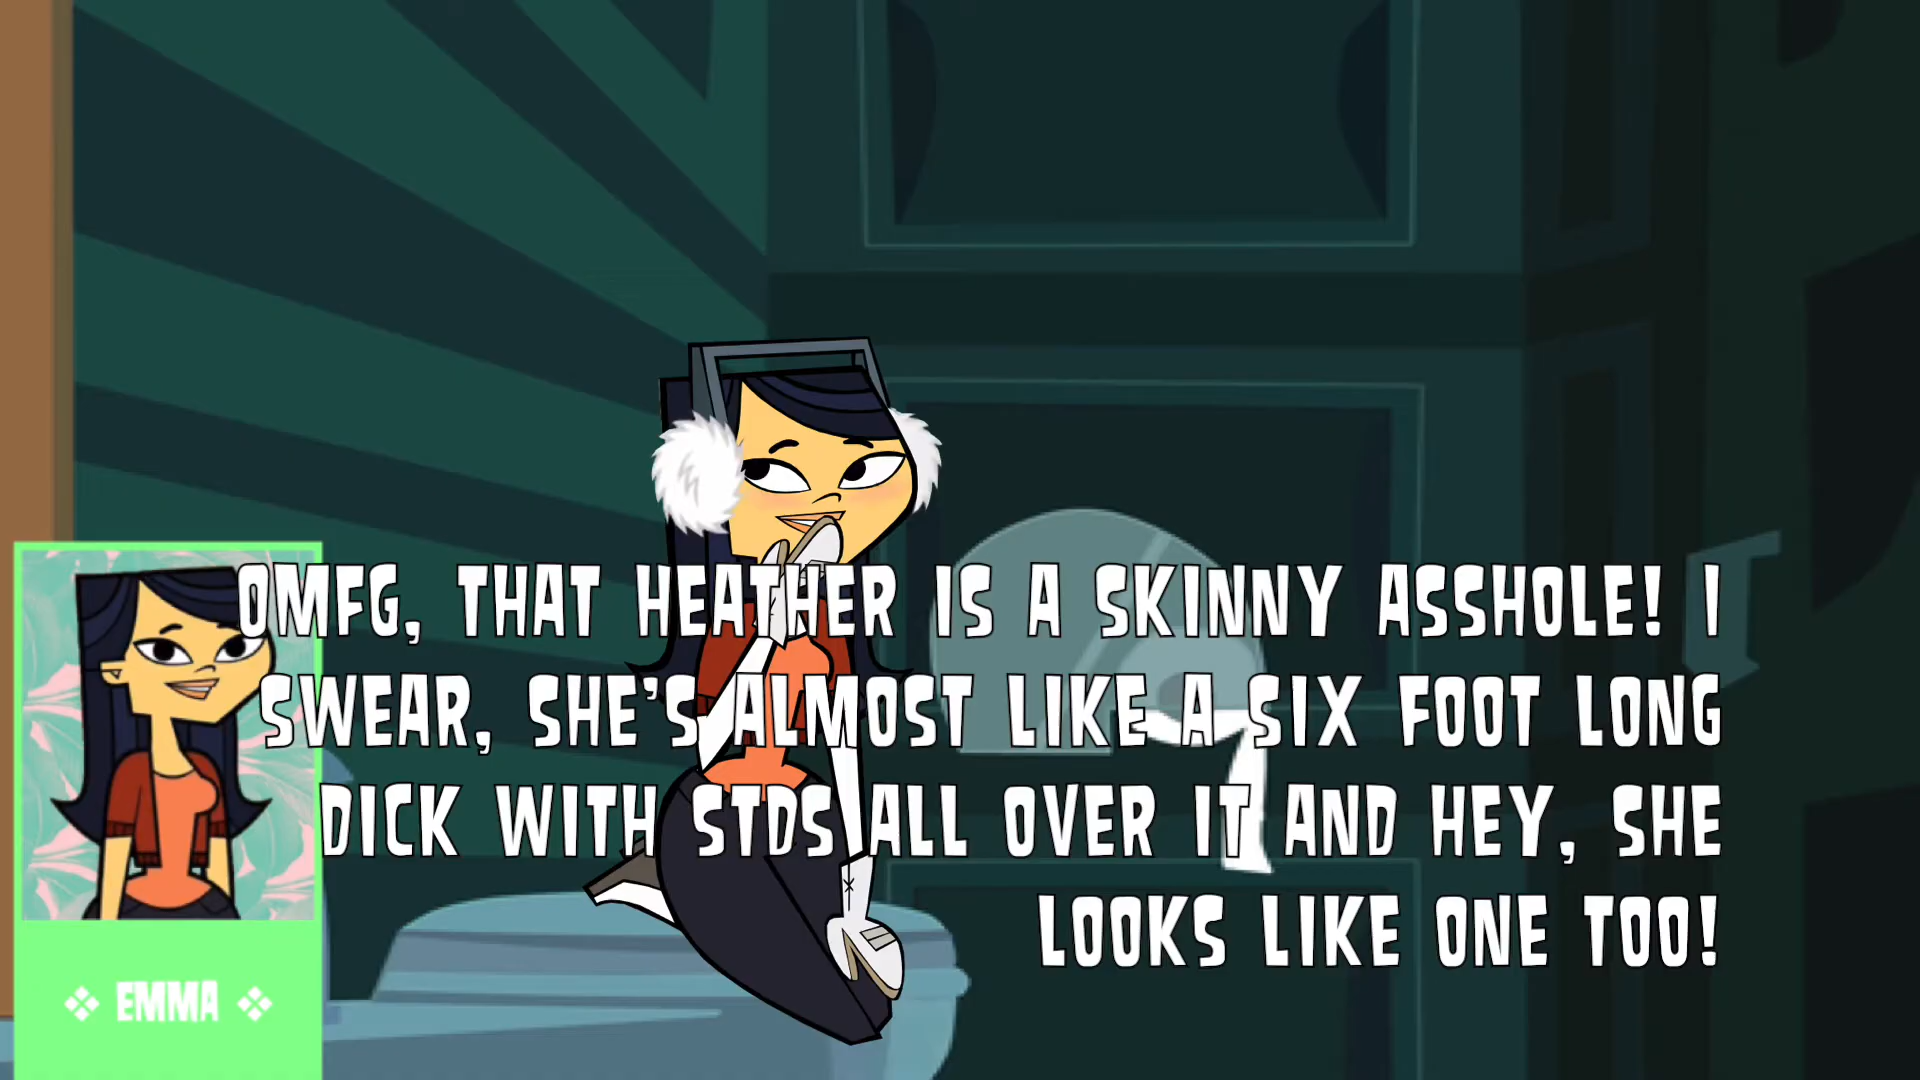 OMFG, THAT HEATHER IS A SKINNY ASSHOLE! I
SWEAR, SHE'S ALMOST LIKE A SIX FOOT LONG
DICK WITH STDS ALL OVER IT AND HEY, SHE
LOOKS LIKE ONE TOO!
❖ EMMA ❖